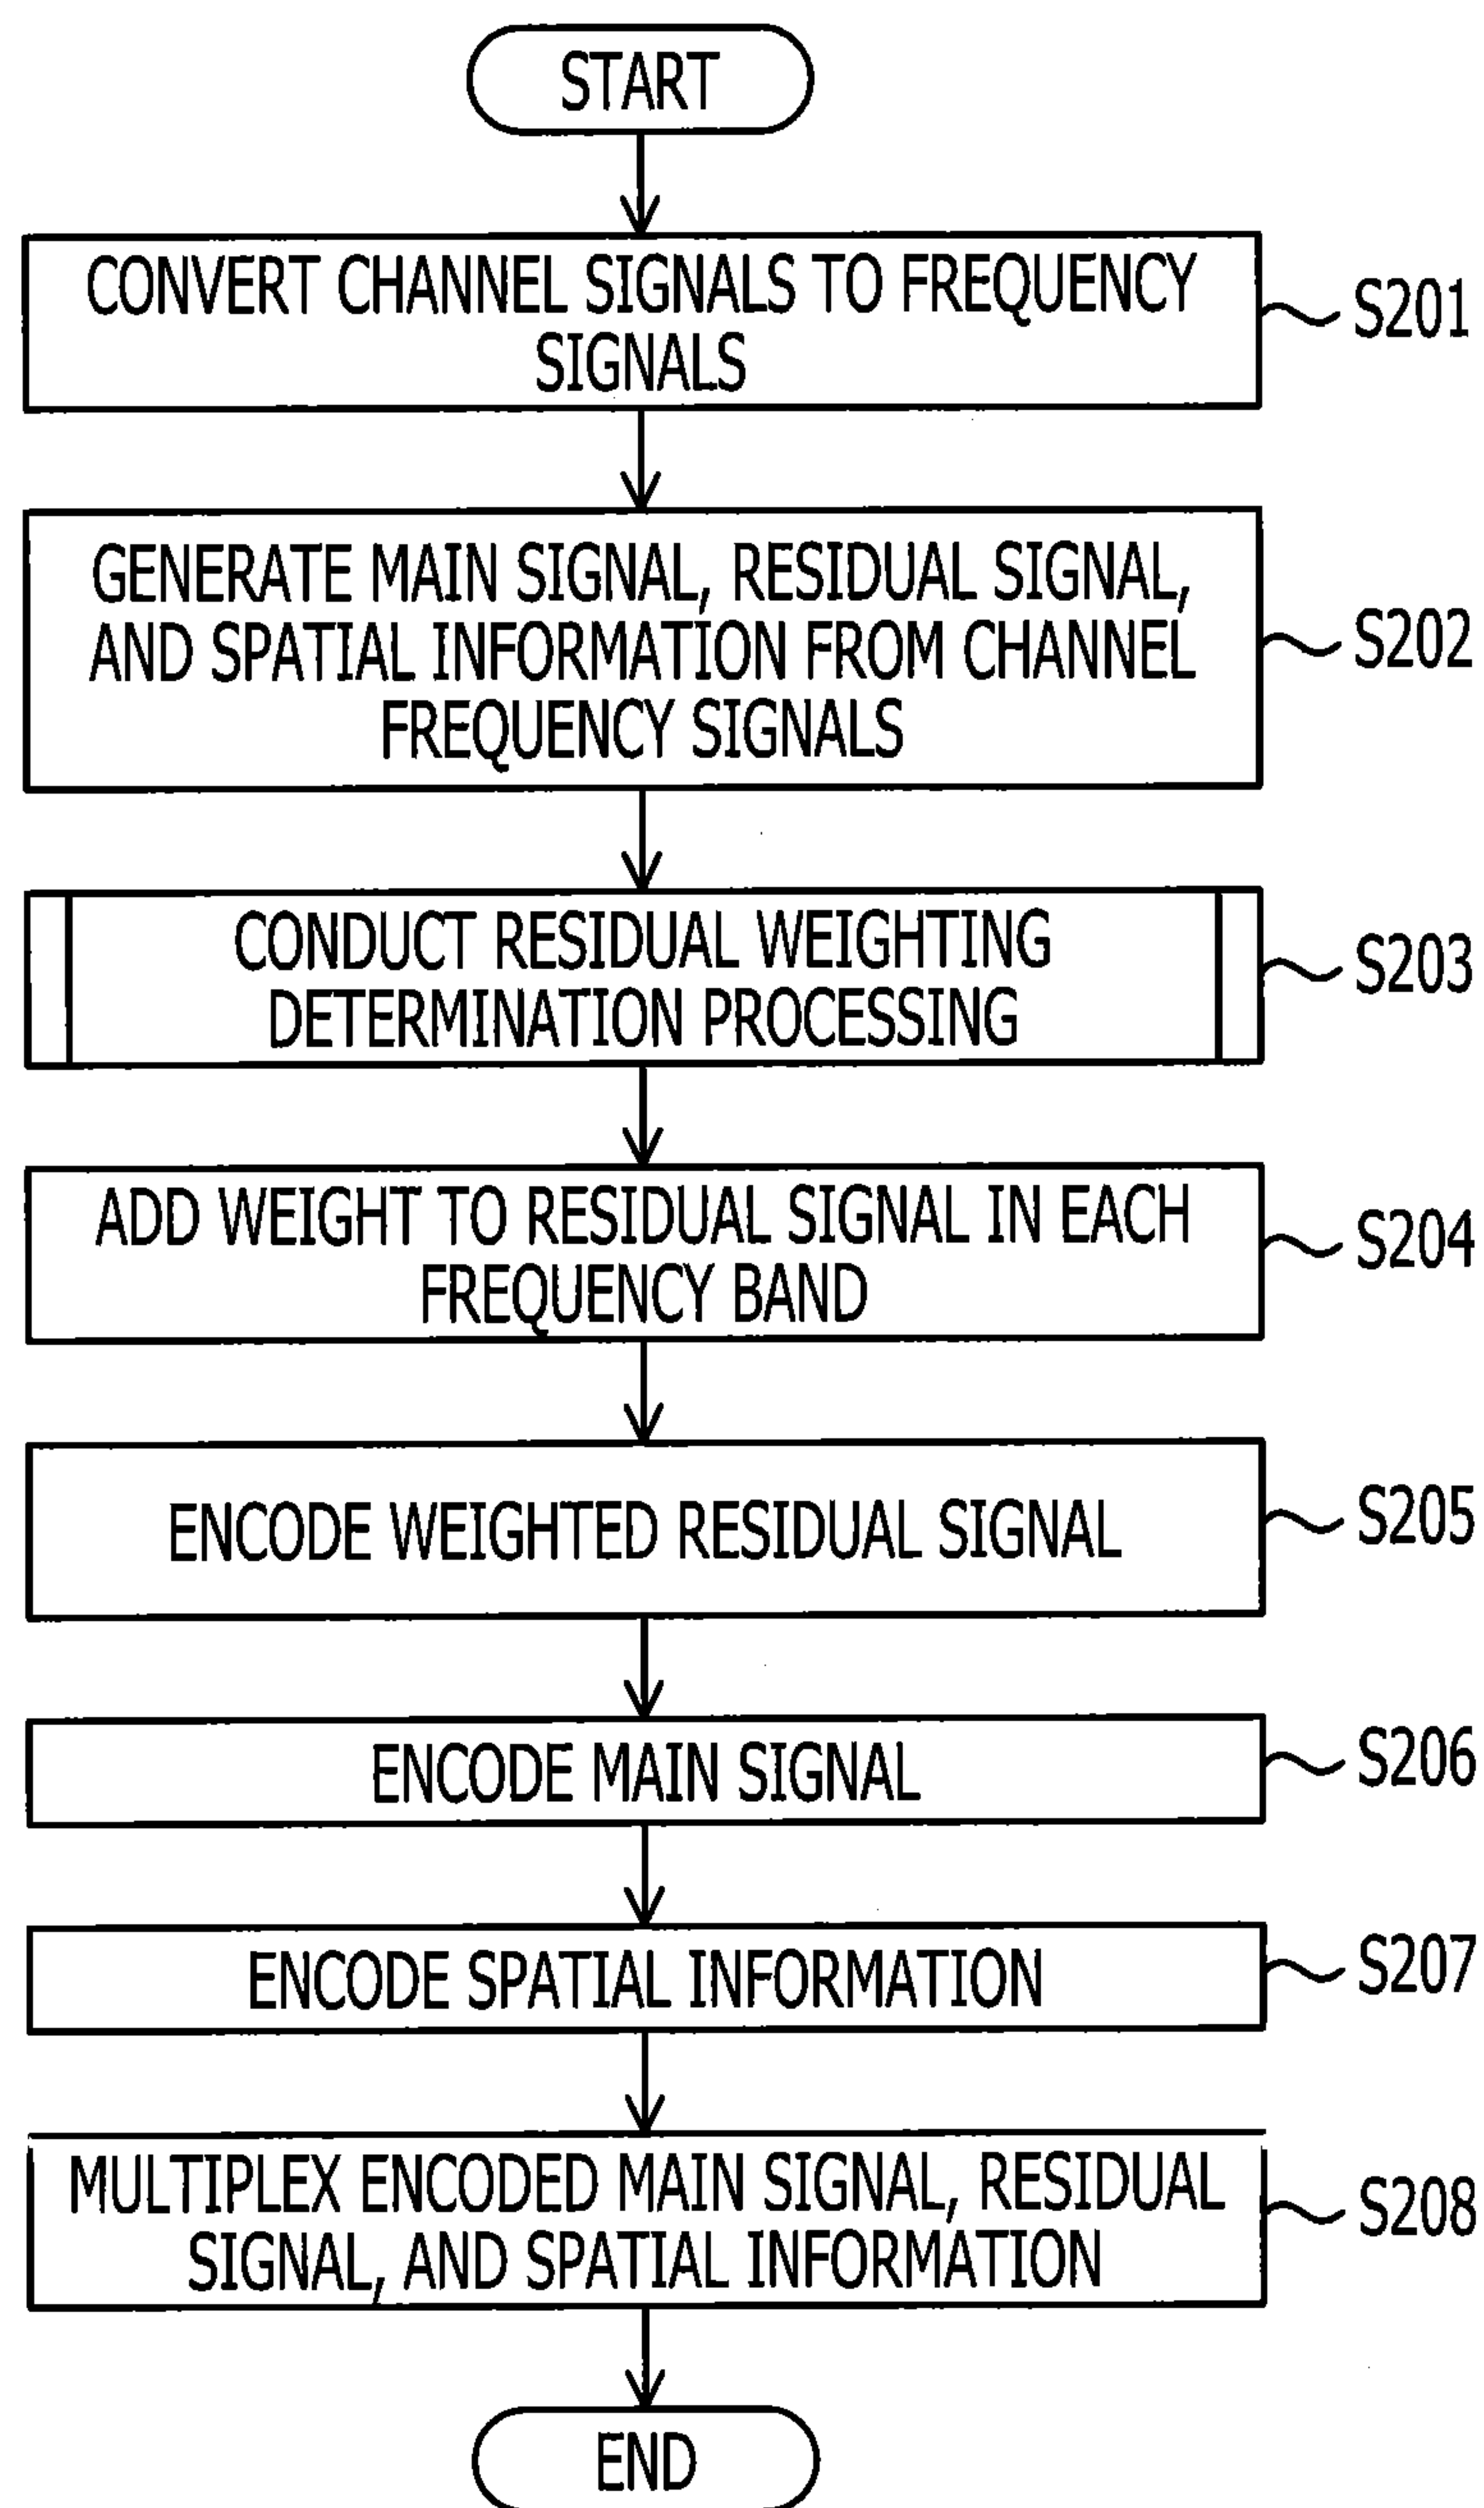 START
CONVERT CHANNEL SIGNALS TO FREQUENCY
SIGNALS
S201
GENERATE MAIN SIGNAL, RESIDUAL SIGNAL,
AND SPATIAL INFORMATION FROM CHANNEL
FREQUENCY SIGNALS
S202
CONDUCT RESIDUAL WEIGHTING
DETERMINATION PROCESSING
S203
ADD WEIGHT TO RESIDUAL SIGNAL IN EACH
FREQUENCY BAND
S204
ENCODE WEIGHTED RESIDUAL SIGNAL
S205
ENCODE MAIN SIGNAL
S206
ENCODE SPATIAL INFORMATION
S207
MULTIPLEX ENCODED MAIN SIGNAL, RESIDUAL
SIGNAL, AND SPATIAL INFORMATION
S208
END